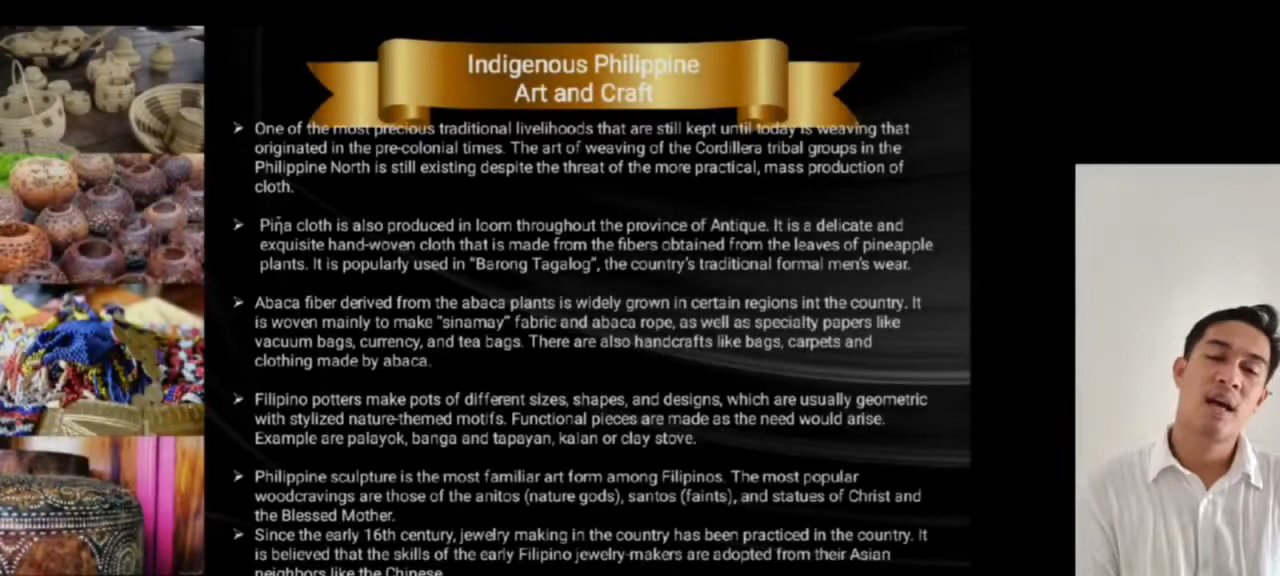 Indigenous Philippine
Art and Craft
➤ One of the most precious traditional livelihoods that are still kept until today is weaving that
originated in the pre-colonial times. The art of weaving of the Cordillera tribal groups in the
Philippine North is still existing despite the threat of the more practical, mass production of
cloth.
➤ Piña cloth is also produced in loom throughout the province of Antique. It is a delicate and
exquisite hand-woven cloth that is made from the fibers obtained from the leaves of pineapple
plants. It is popularly used in "Barong Tagalog", the country's traditional formal men's wear.
➤ Abaca fiber derived from the abaca plants is widely grown in certain regions int the country. It
is woven mainly to make "sinamay" fabric and abaca rope, as well as specialty papers like
vacuum bags, currency, and tea bags. There are also handcrafts like bags, carpets and
clothing made by abaca.
➤ Filipino potters make pots of different sizes, shapes, and designs, which are usually geometric
with stylized nature-themed motifs. Functional pieces are made as the need would arise.
Example are palayok, banga and tapayan, kalan or clay stove.
➤ Philippine sculpture is the most familiar art form among Filipinos. The most popular
woodcravings are those of the anitos (nature gods), santos (faints), and statues of Christ and
the Blessed Mother.
➤ Since the early 16th century, jewelry making in the country has been practiced in the country. It
is believed that the skills of the early Filipino jewelry-makers are adopted from their Asian
neighbors like the Chinese.